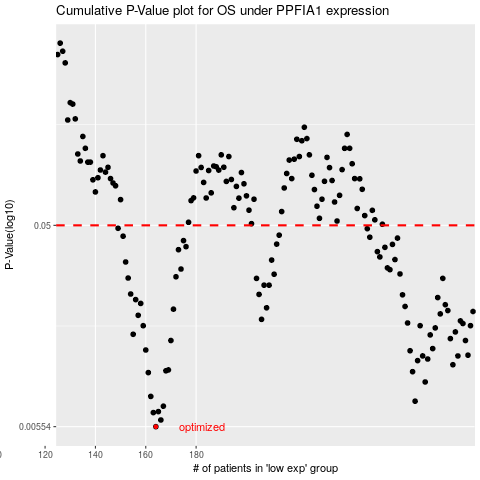 Cumulative P-Value plot for OS under PPFIA1 expression
P-Value(log10)
0.05
0.00554
optimized
0 120 140 160 180
# of patients in 'low exp' group